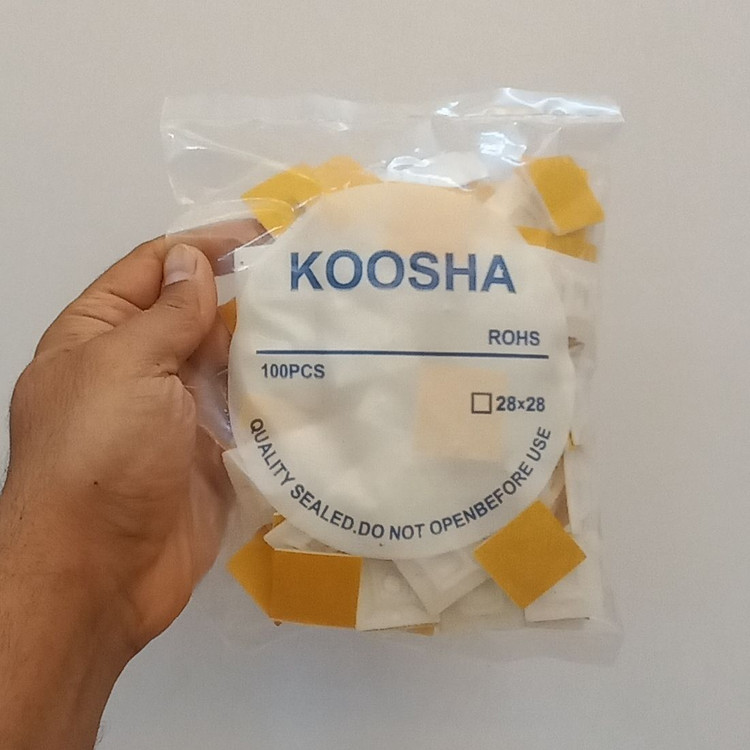 KOOSHA
ROHS
100PCS
□28×28
QUALITY SEALED.DO NOT OPENBEFORE USE